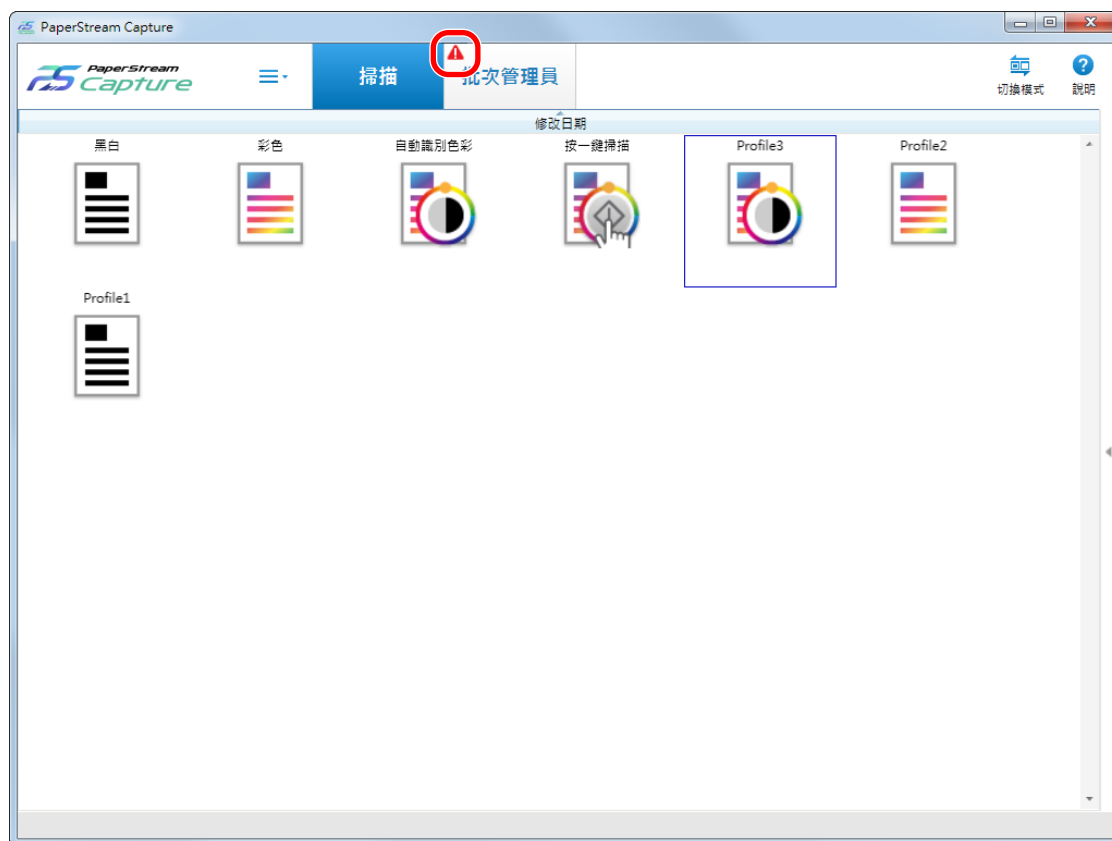 PaperStream Capture
PaperStream
Capture
掃描
批次管理員
切換模式
說明
修改日期
黑白
彩色
自動識別色彩
按一鍵掃描
Profile3
Profile2
Profile1